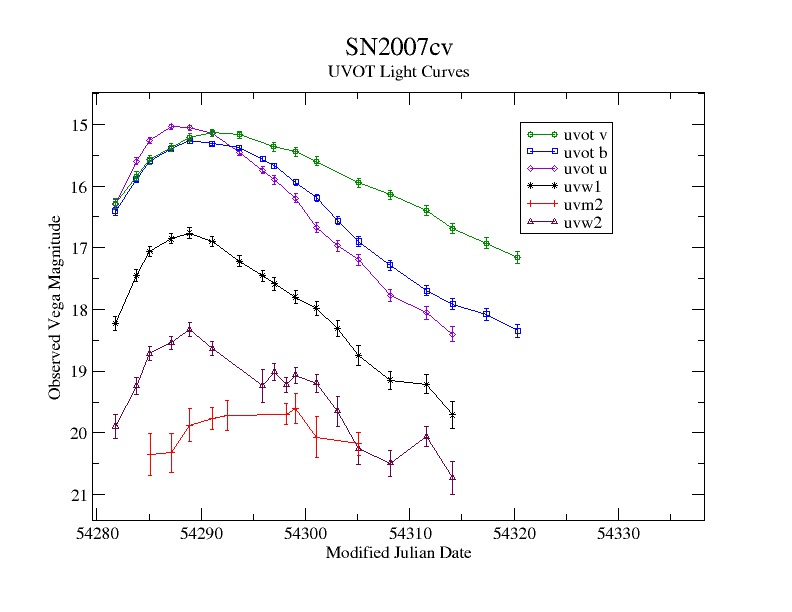 SN2007cv
UVOT Light Curves
15
16
17
18
19
20
21
Observed Vega Magnitude
uvot v
uvot b
uvot u
uvw1
uvm2
uvw2
54280 54290 54300 54310 54320 54330
Modified Julian Date